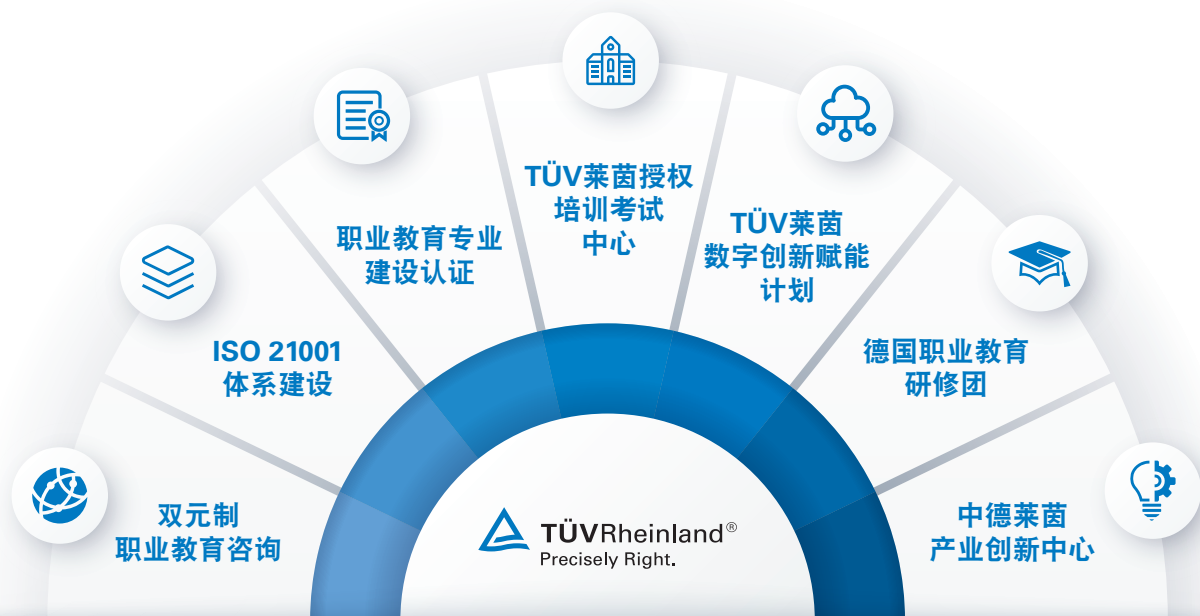 双元制
职业教育咨询
ISO 21001
体系建设
职业教育专业
建设认证
TÜV莱茵授权
培训考试
中心
TÜV莱茵
数字创新赋能
计划
德国职业教育
研修团
中德莱茵
产业创新中心
TÜVRheinland®
Precisely Right.